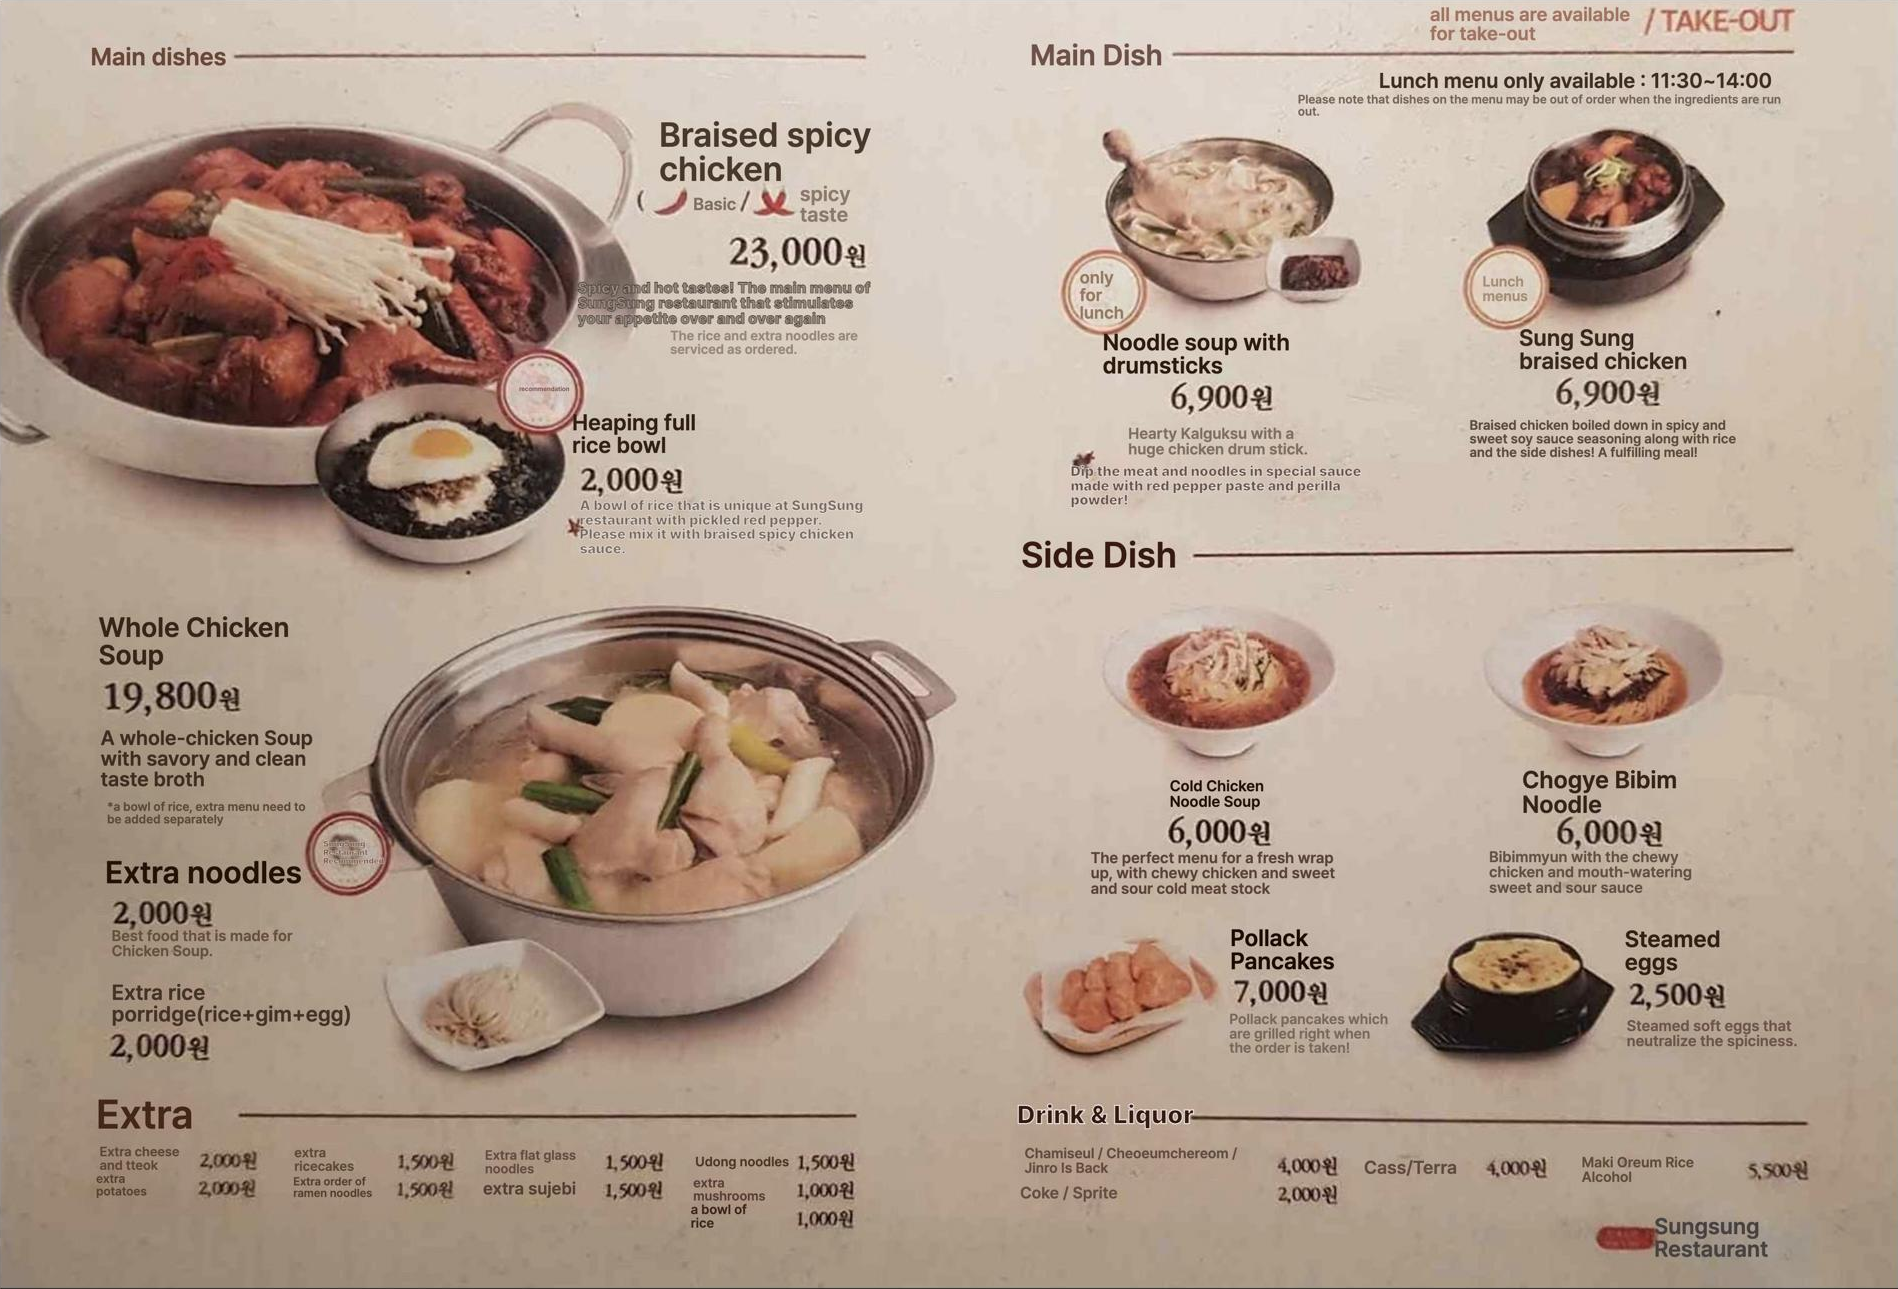 Main dishes
Braised spicy
chicken
( Basic / spicy
taste
23,000원
Spicy and hot tastes! The main menu of
SungSung restaurant that stimulates
your appetite over and over again
The rice and extra noodles are
serviced as ordered.
recommendation
Heaping full
rice bowl
2,000원
A bowl of rice that is unique at SungSung
restaurant with pickled red pepper.
Please mix it with braised spicy chicken
sauce.
Whole Chicken
Soup
19,800원
A whole-chicken Soup
with savory and clean
taste broth
*a bowl of rice, extra menu need to
be added separately
Sungsung
Restaurant
Recommended
Extra noodles
2,000원
Best food that is made for
Chicken Soup.
Extra rice
porridge(rice+gim+egg)
2,000원
Extra
Extra cheese
and tteok
2,000원
extra
potatoes
2,000원
extra
ricecakes
1,500원
Extra order of
ramen noodles
1,500원
Extra flat glass
noodles
1,500원
extra sujebi 1,500원
Udong noodles 1,500원
extra
mushrooms
1,000원
a bowl of
rice
1,000원
all menus are available
for take-out
/ TAKE-OUT
Main Dish
Lunch menu only available : 11:30~14:00
Please note that dishes on the menu may be out of order when the ingredients are run
out.
only
for
lunch
Noodle soup with
drumsticks
6,900원
Hearty Kalguksu with a
huge chicken drum stick.
Dip the meat and noodles in special sauce
made with red pepper paste and perilla
powder!
Lunch
menus
Sung Sung
braised chicken
6,900원
Braised chicken boiled down in spicy and
sweet soy sauce seasoning along with rice
and the side dishes! A fulfilling meal!
Side Dish
Cold Chicken
Noodle Soup
6,000원
The perfect menu for a fresh wrap
up, with chewy chicken and sweet
and sour cold meat stock
Chogye Bibim
Noodle
6,000원
Bibimmyun with the chewy
chicken and mouth-watering
sweet and sour sauce
Pollack
Pancakes
7,000원
Pollack pancakes which
are grilled right when
the order is taken!
Steamed
eggs
2,500원
Steamed soft eggs that
neutralize the spiciness.
Drink & Liquor
Chamiseul / Cheoeumchereom /
Jinro Is Back
4,000원
Coke / Sprite 2,000원
Cass/Terra 4,000원
Maki Oreum Rice
Alcohol
5,500원
Sungsung
Restaurant